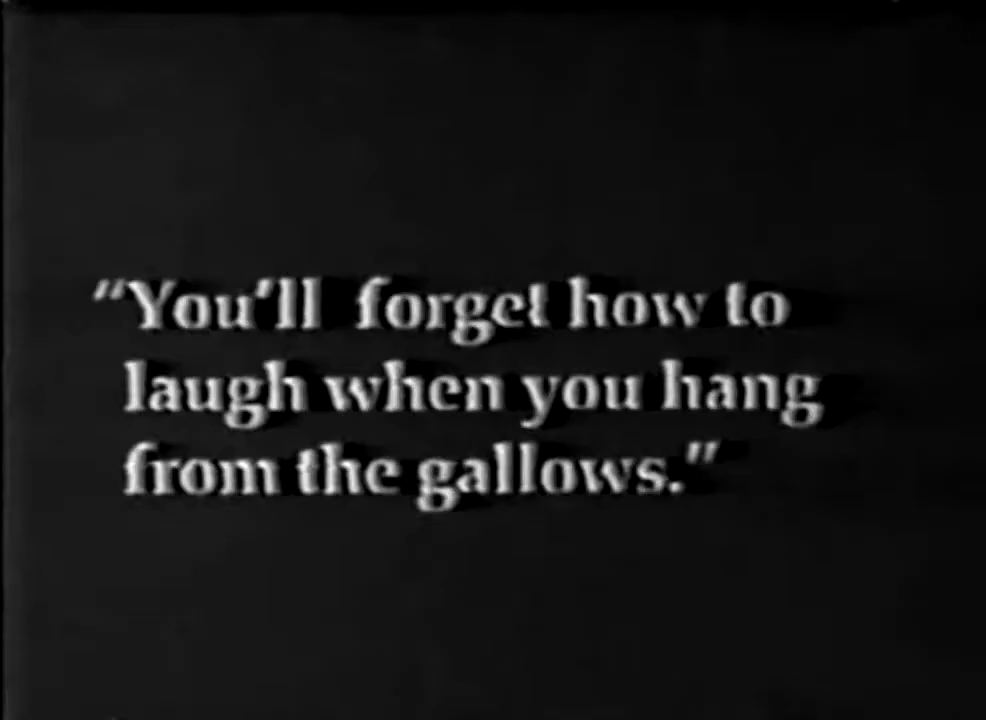 “You'll forget how to
laugh when you hang
from the gallows.”